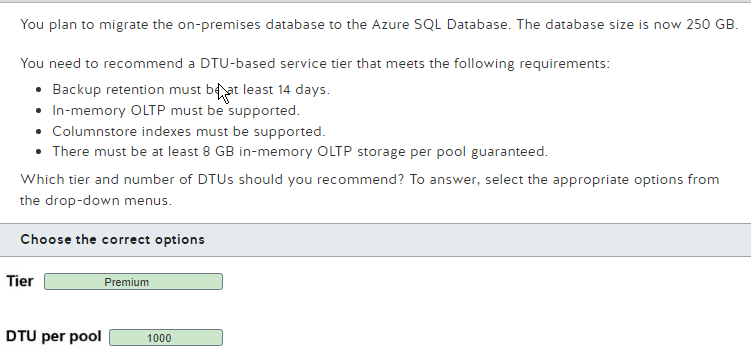 You plan to migrate the on-premises database to the Azure SQL Database. The database size is now 250 GB.
You need to recommend a DTU-based service tier that meets the following requirements:
• Backup retention must be at least 14 days.
• In-memory OLTP must be supported.
• Columnstore indexes must be supported.
• There must be at least 8 GB in-memory OLTP storage per pool guaranteed.
Which tier and number of DTUs should you recommend? To answer, select the appropriate options from
the drop-down menus.
Choose the correct options
Tier Premium
DTU per pool 1000